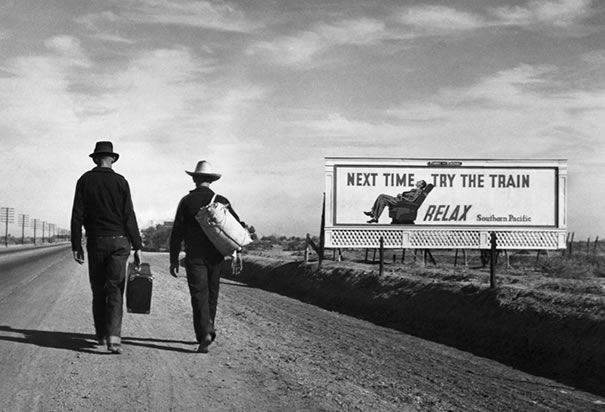 NEXT TIME TRY THE TRAIN
RELAX
Southern Pacific